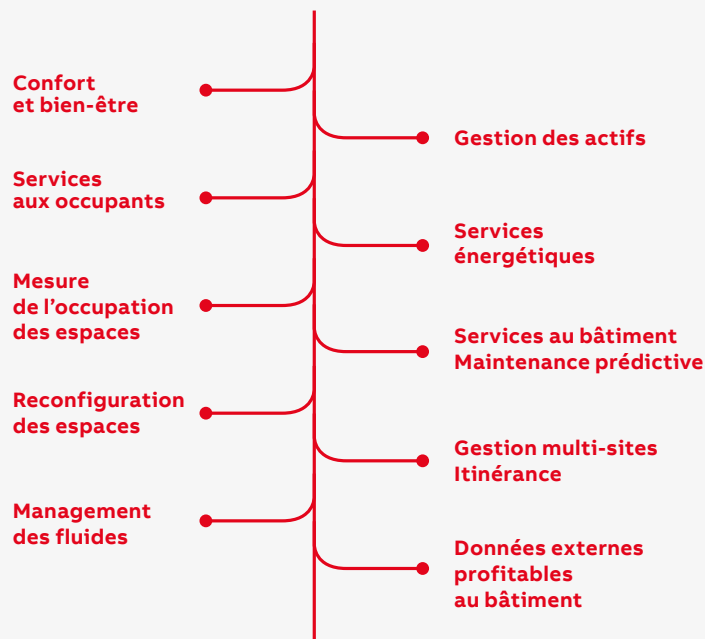 Confort
et bien-être
Gestion des actifs
Services
aux occupants
Services
énergétiques
Mesure
de l’occupation
des espaces
Services au bâtiment
Maintenance prédictive
Reconfiguration
des espaces
Gestion multi-sites
Itinérance
Management
des fluides
Données externes
profitables
au bâtiment